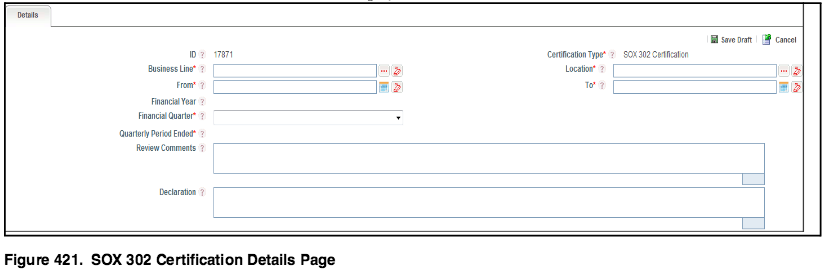 Details
Save Draft Cancel
ID ? 17871 Certification Type* ? SOX 302 Certification
Business Line* ? Location* ?
From* ? To* ?
Financial Year ?
Financial Quarter* ?
Quarterly Period Ended* ?
Review Comments ?
Declaration ?
Figure 421. SOX 302 Certification Details Page